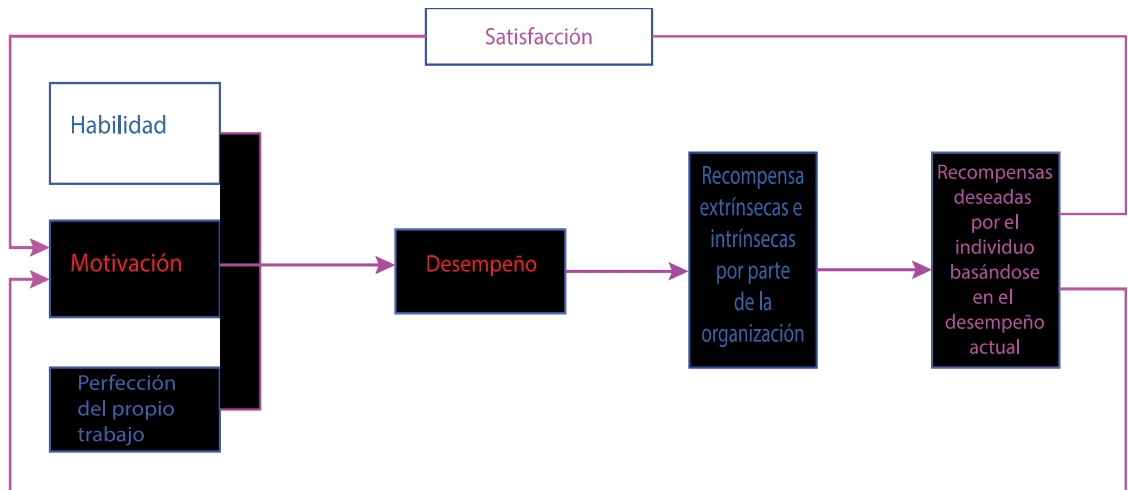 Satisfacción
Habilidad
Motivación
Perfección
del propio
trabajo
Desempeño
Recompensa
extrínsecas e
intrínsecas
por parte
de la
organización
Recompensas
deseadas
por el
individuo
basándose
en el
desempeño
actual